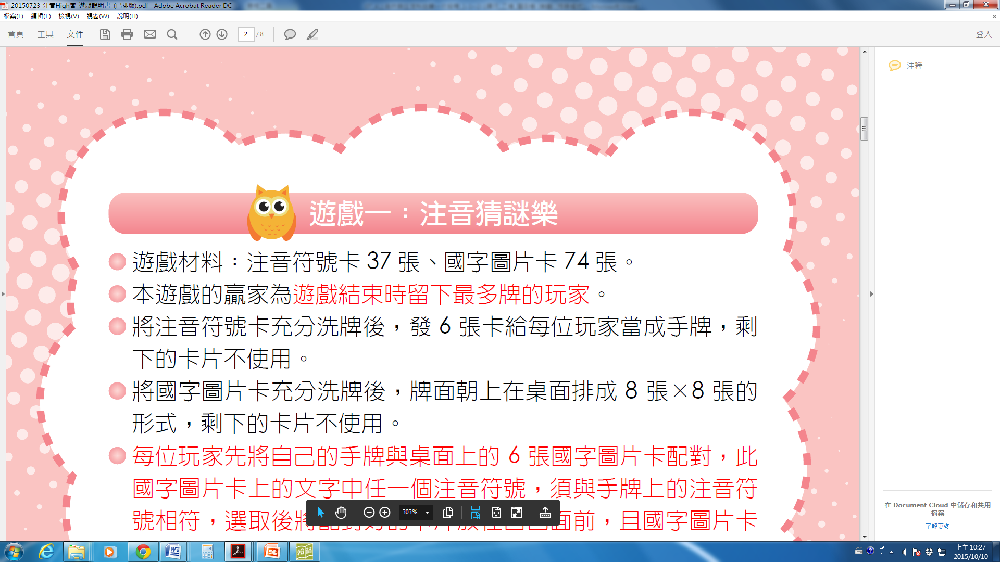 20150723-注音High客-遊戲說明書 (已排版).pdf - Adobe Acrobat Reader DC
檔案(F) 編輯(E) 檢視(V) 視窗(W) 說明(H)
首頁 工具 文件 2 / 8 登入
注釋
遊戲一：注音猜謎樂
遊戲材料：注音符號卡 37 張、國字圖片卡 74 張。
本遊戲的贏家為遊戲結束時留下最多牌的玩家。
將注音符號卡充分洗牌後，發 6 張卡給每位玩家當成手牌，剩
下的卡片不使用。
將國字圖片卡充分洗牌後，牌面朝上在桌面排成 8 張×8 張的
形式，剩下的卡片不使用。
每位玩家先將自己的手牌與桌面上的 6 張國字圖片卡配對，此
國字圖片卡上的文字中任一個注音符號，須與手牌上的注音符
號相符，選取後將 面前，且國字圖片卡
303%
在 Document Cloud 中儲存和共用
檔案
了解更多
翰林
上午 10:27
2015/10/10